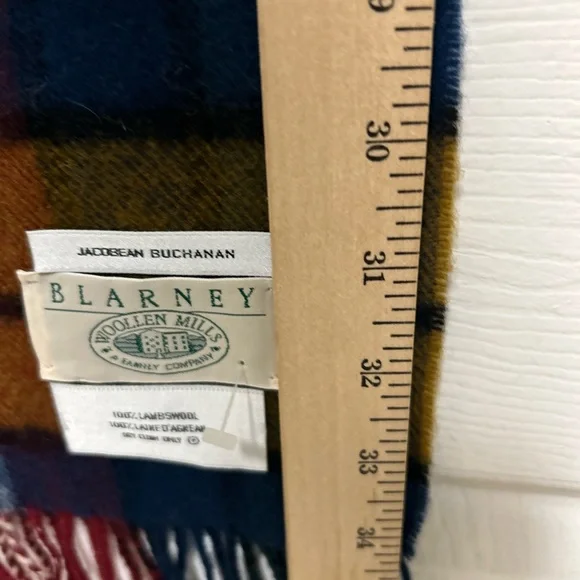 30
31
32
33
34
JACOBEAN BUCHANAN
BLARNEY
WOOLLEN MILLS
A FAMILY COMPANY
100% LAMBSWOOL
100% LAINE D'AGNEAU
DRY CLEAN ONLY Ⓟ